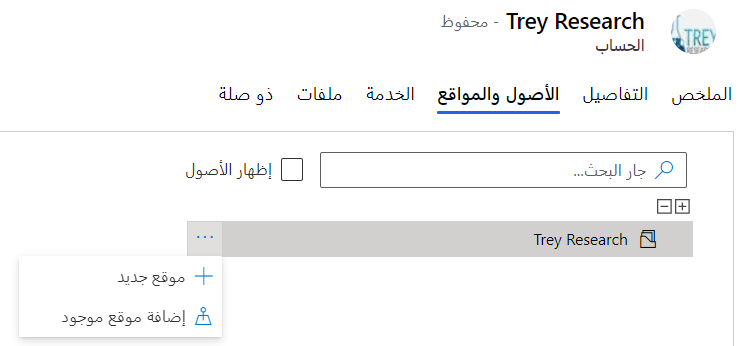 Trey Research - محفوظ
الحساب
TREY
RESEARCH
الملخص
التفاصيل
الأصول والمواقع
الخدمة
ملفات
ذو صلة
جار البحث...
إظهار الأصول
Trey Research
موقع جديد
إضافة موقع موجود